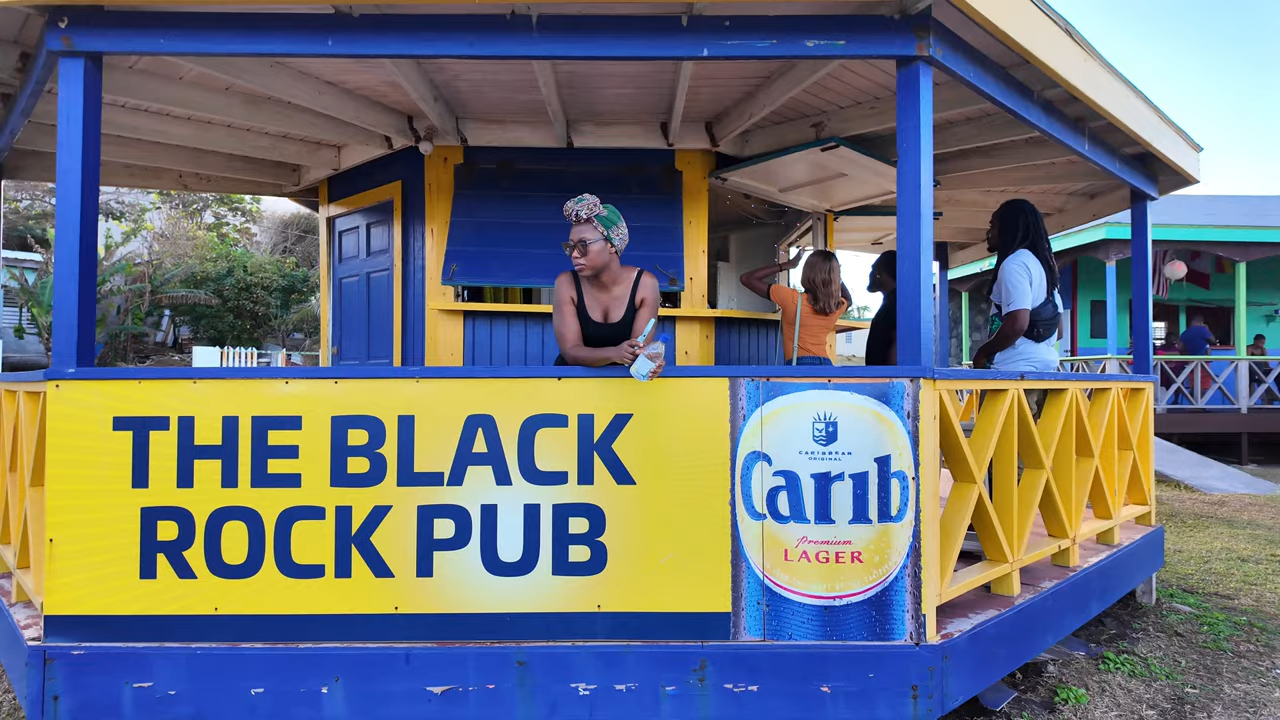 THE BLACK
ROCK PUB
CARIBBEAN
ORIGINAL
Carib
Premium
LAGER